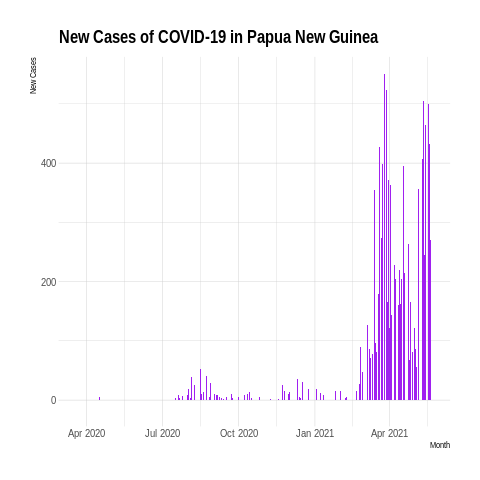 New Cases of COVID-19 in Papua New Guinea
New Cases
400
200
0
Apr 2020 Jul 2020 Oct 2020 Jan 2021 Apr 2021
Month